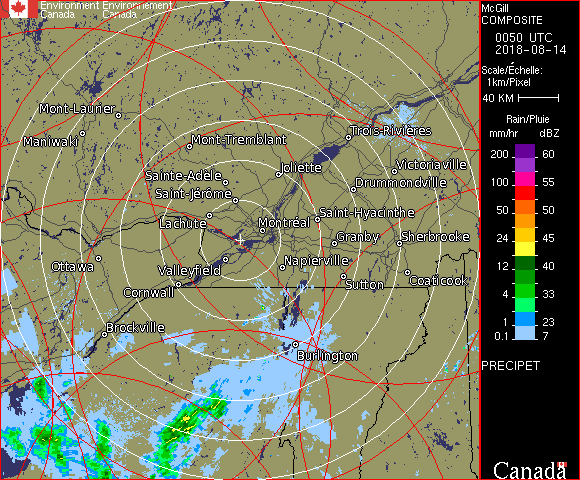 Environment Environnement
Canada Canada
McGill
COMPOSITE
0050 UTC
2018-08-14
Scale/Échelle:
1km/Pixel
40 KM
Rain/Pluie
mm/hr dBZ
200 60
150 57
100 55
50 50
24 45
12 40
4 33
1 23
0.1 7
PRECIPET
Canada
Mont-Laurier
Maniwaki
Mont-Tremblant
Trois-Rivières
Joliette
Victoriaville
Sainte-Adèle
Drummondville
Saint-Jérôme
Saint-Hyacinthe
Lachute
Montréal
Granby
Sherbrooke
Ottawa
Valleyfield
Napierville
Sutton
Coaticook
Cornwall
Brockville
Burlington